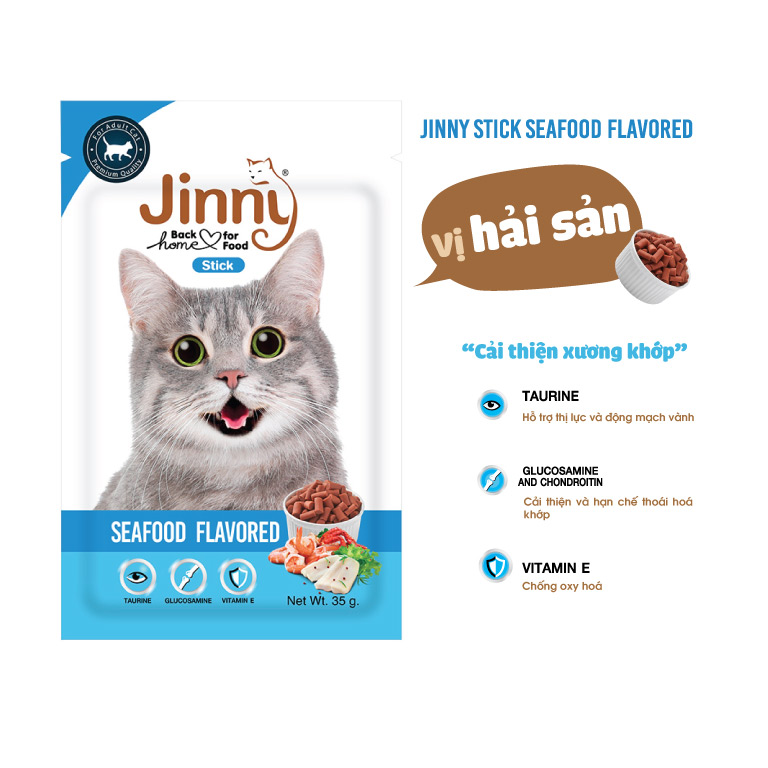 For Adult Cat
Premium Quality
Jinny®
Back for
home Food
Stick
SEAFOOD FLAVORED
TAURINE GLUCOSAMINE VITAMIN E
Net Wt. 35 g.
JINNY STICK SEAFOOD FLAVORED
vị hải sản
“Cải thiện xương khớp”
TAURINE
Hỗ trợ thị lực và động mạch vành
GLUCOSAMINE
AND CHONDROITIN
Cải thiện và hạn chế thoái hoá
khớp
VITAMIN E
Chống oxy hoá